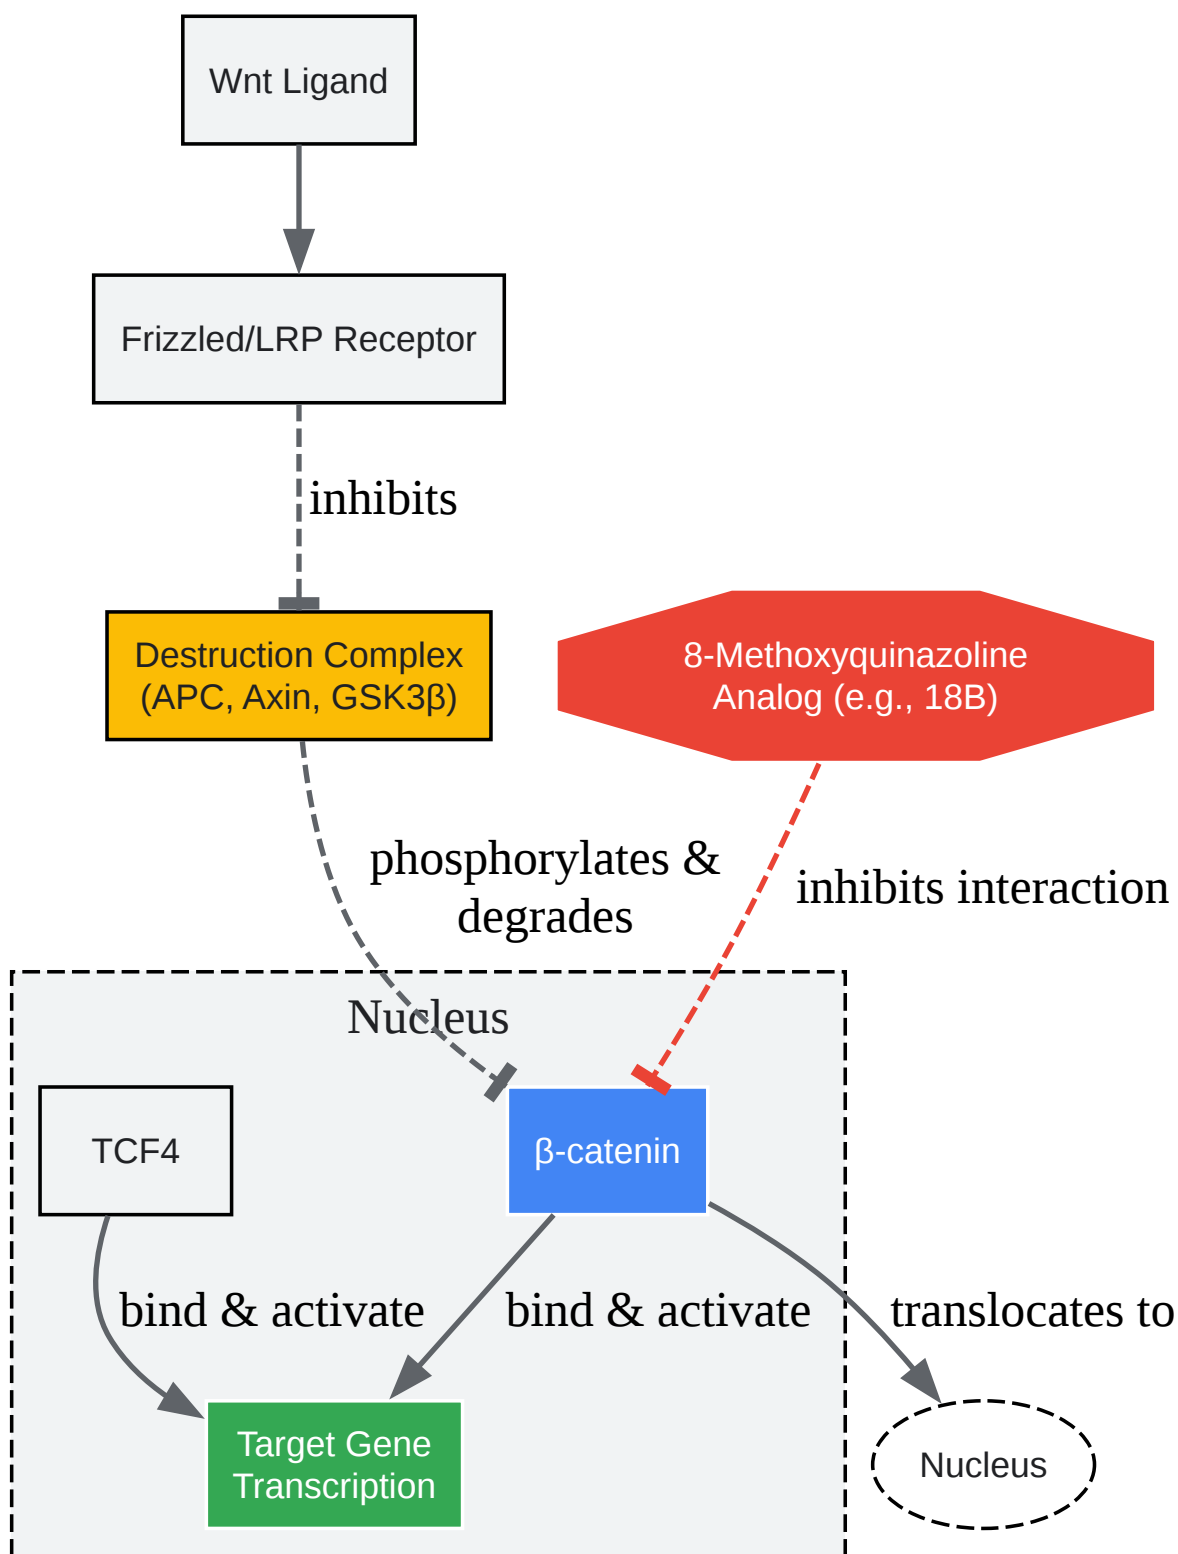 Wnt Ligand
Frizzled/LRP Receptor
inhibits
Destruction Complex
(APC, Axin, GSK3β)
8-Methoxyquinazoline
Analog (e.g., 18B)
phosphorylates &
degrades
inhibits interaction
Nucleus
TCF4
β-catenin
bind & activate
bind & activate
translocates to
Target Gene
Transcription
Nucleus